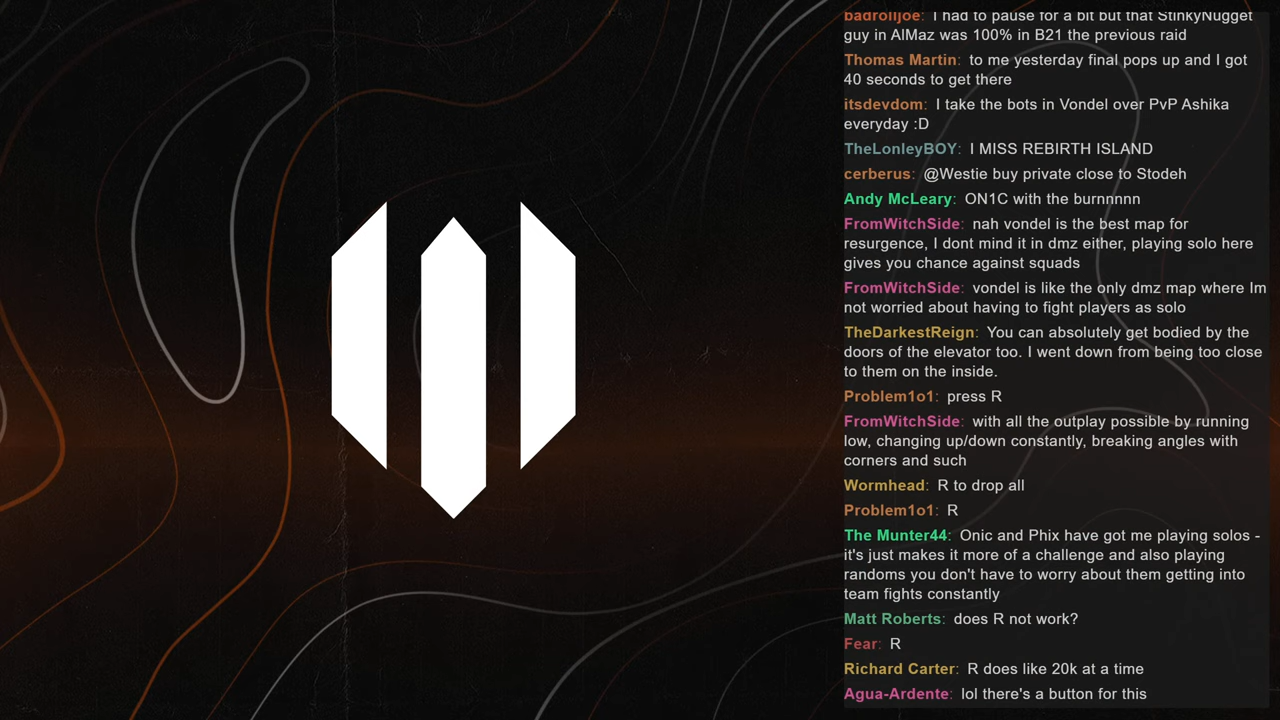 badrolljoe: I had to pause for a bit but that StinkyNugget
guy in AlMaz was 100% in B21 the previous raid
Thomas Martin: to me yesterday final pops up and I got
40 seconds to get there
itsdevdom: I take the bots in Vondel over PvP Ashika
everyday :D
TheLonleyBOY: I MISS REBIRTH ISLAND
cerberus: @Westie buy private close to Stodeh
Andy McLeary: ON1C with the burnnnnn
FromWitchSide: nah vondel is the best map for
resurgence, I dont mind it in dmz either, playing solo here
gives you chance against squads
FromWitchSide: vondel is like the only dmz map where Im
not worried about having to fight players as solo
TheDarkestReign: You can absolutely get bodied by the
doors of the elevator too. I went down from being too close
to them on the inside.
Problem1o1: press R
FromWitchSide: with all the outplay possible by running
low, changing up/down constantly, breaking angles with
corners and such
Wormhead: R to drop all
Problem1o1: R
The Munter44: Onic and Phix have got me playing solos -
it's just makes it more of a challenge and also playing
randoms you don't have to worry about them getting into
team fights constantly
Matt Roberts: does R not work?
Fear: R
Richard Carter: R does like 20k at a time
Agua-Ardente: lol there's a button for this